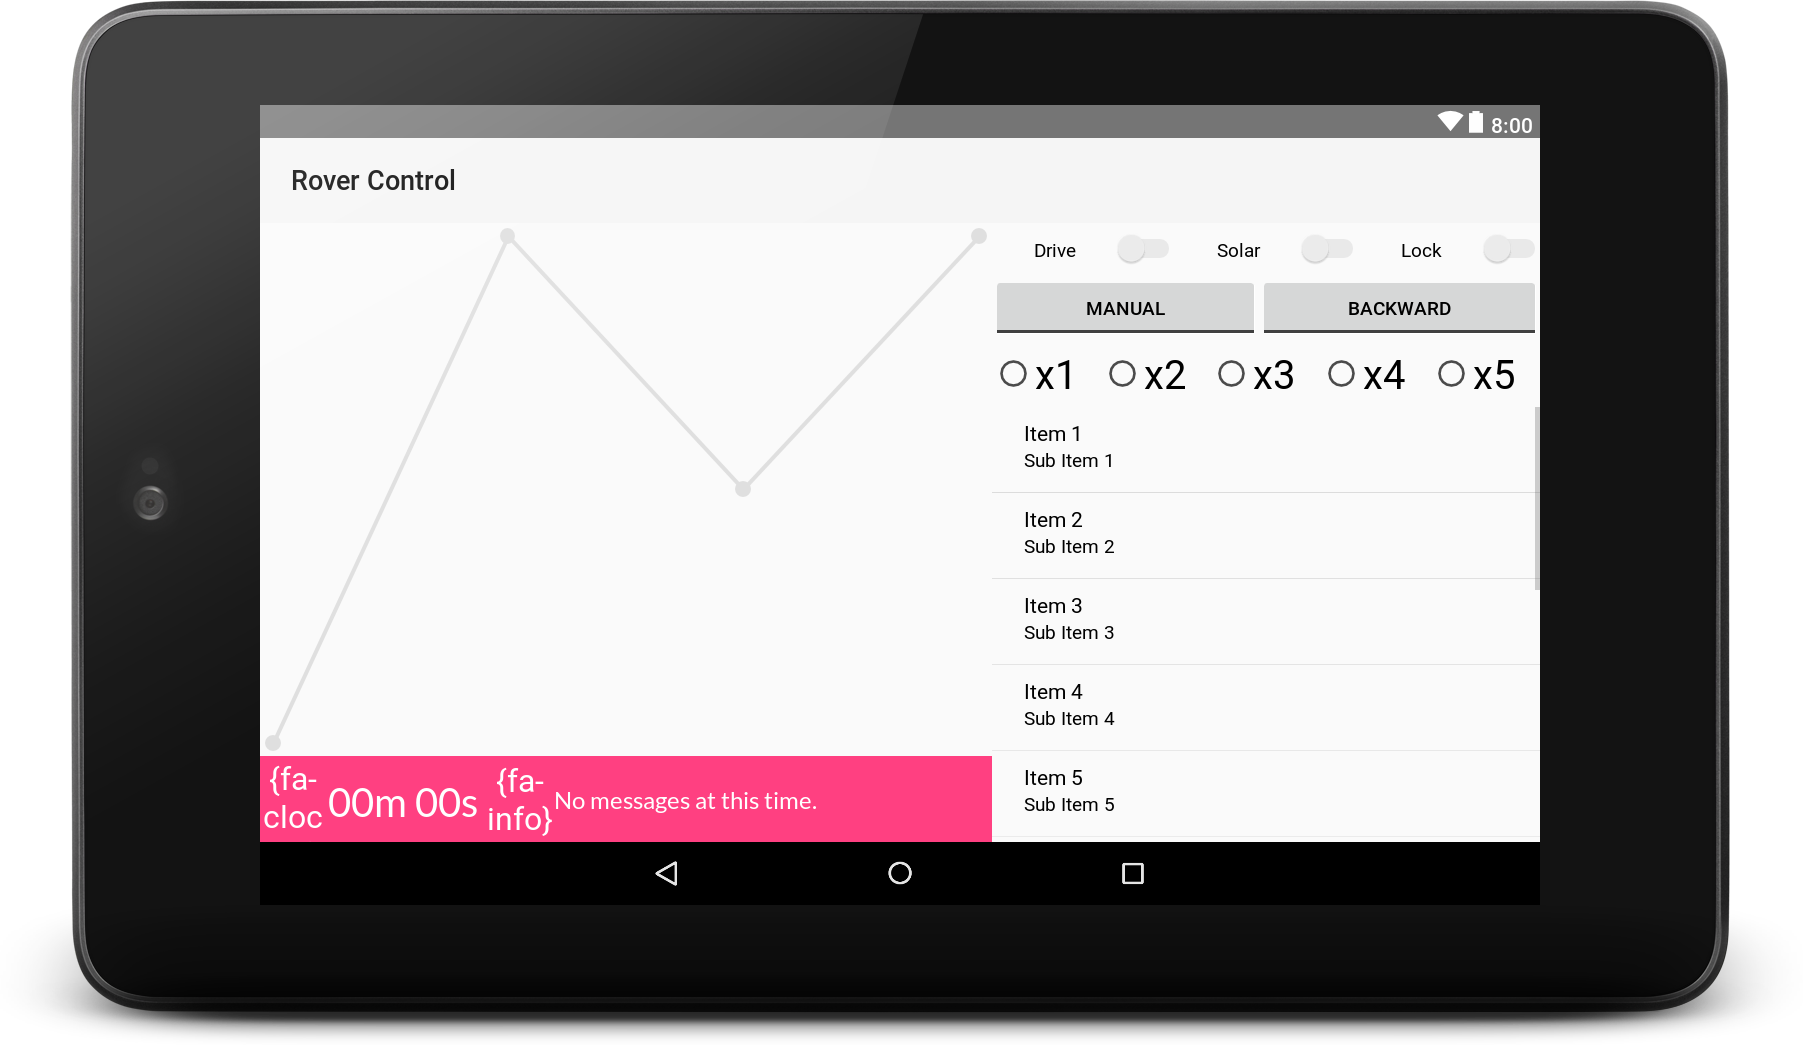 8:00
Rover Control
Drive Solar Lock
MANUAL BACKWARD
x1 x2 x3 x4 x5
Item 1
Sub Item 1
Item 2
Sub Item 2
Item 3
Sub Item 3
Item 4
Sub Item 4
Item 5
Sub Item 5
{fa-
cloc
00m 00s
{fa-
info}
No messages at this time.